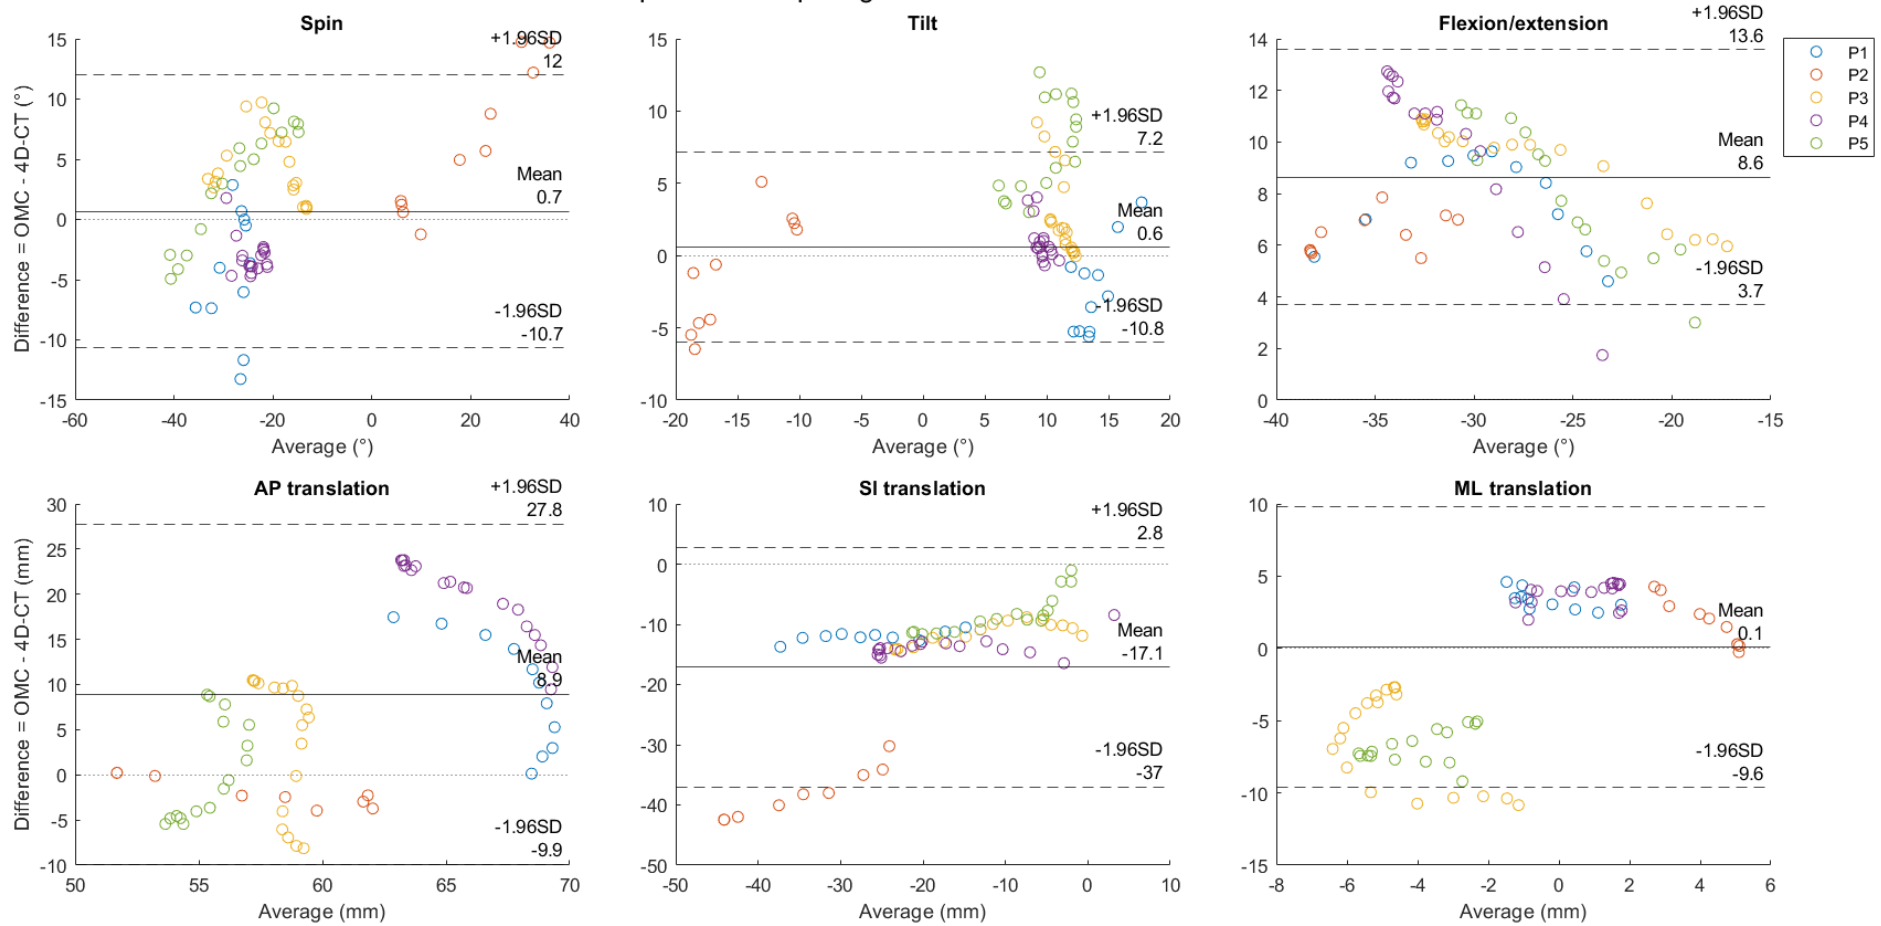 Spin
Tilt
Flexion/extension
+1.96SD
13.6
P1
P2
P3
P4
P5
Difference = OMC - 4D-CT (°)
15
10
5
0
-5
-10
-15
+1.96SD
12
Mean
0.7
-1.96SD
-10.7
-60
-40
-20
0
20
40
Average (°)
15
10
5
0
-5
-10
+1.96SD
7.2
Mean
0.6
-1.96SD
-10.8
-20
-15
-10
-5
0
5
10
15
20
Average (°)
14
12
10
8
6
4
2
0
Mean
8.6
-1.96SD
3.7
-40
-35
-30
-25
-20
-15
Average (°)
AP translation
SI translation
ML translation
Difference = OMC - 4D-CT (mm)
30
25
20
15
10
5
0
-5
-10
+1.96SD
27.8
Mean
8.9
-1.96SD
-9.9
50
55
60
65
70
Average (mm)
10
0
-10
-20
-30
-40
-50
+1.96SD
2.8
Mean
-17.1
-1.96SD
-37
-50
-40
-30
-20
-10
0
10
Average (mm)
10
5
0
-5
-10
-15
Mean
0.1
-1.96SD
-9.6
-8
-6
-4
-2
0
2
4
6
Average (mm)